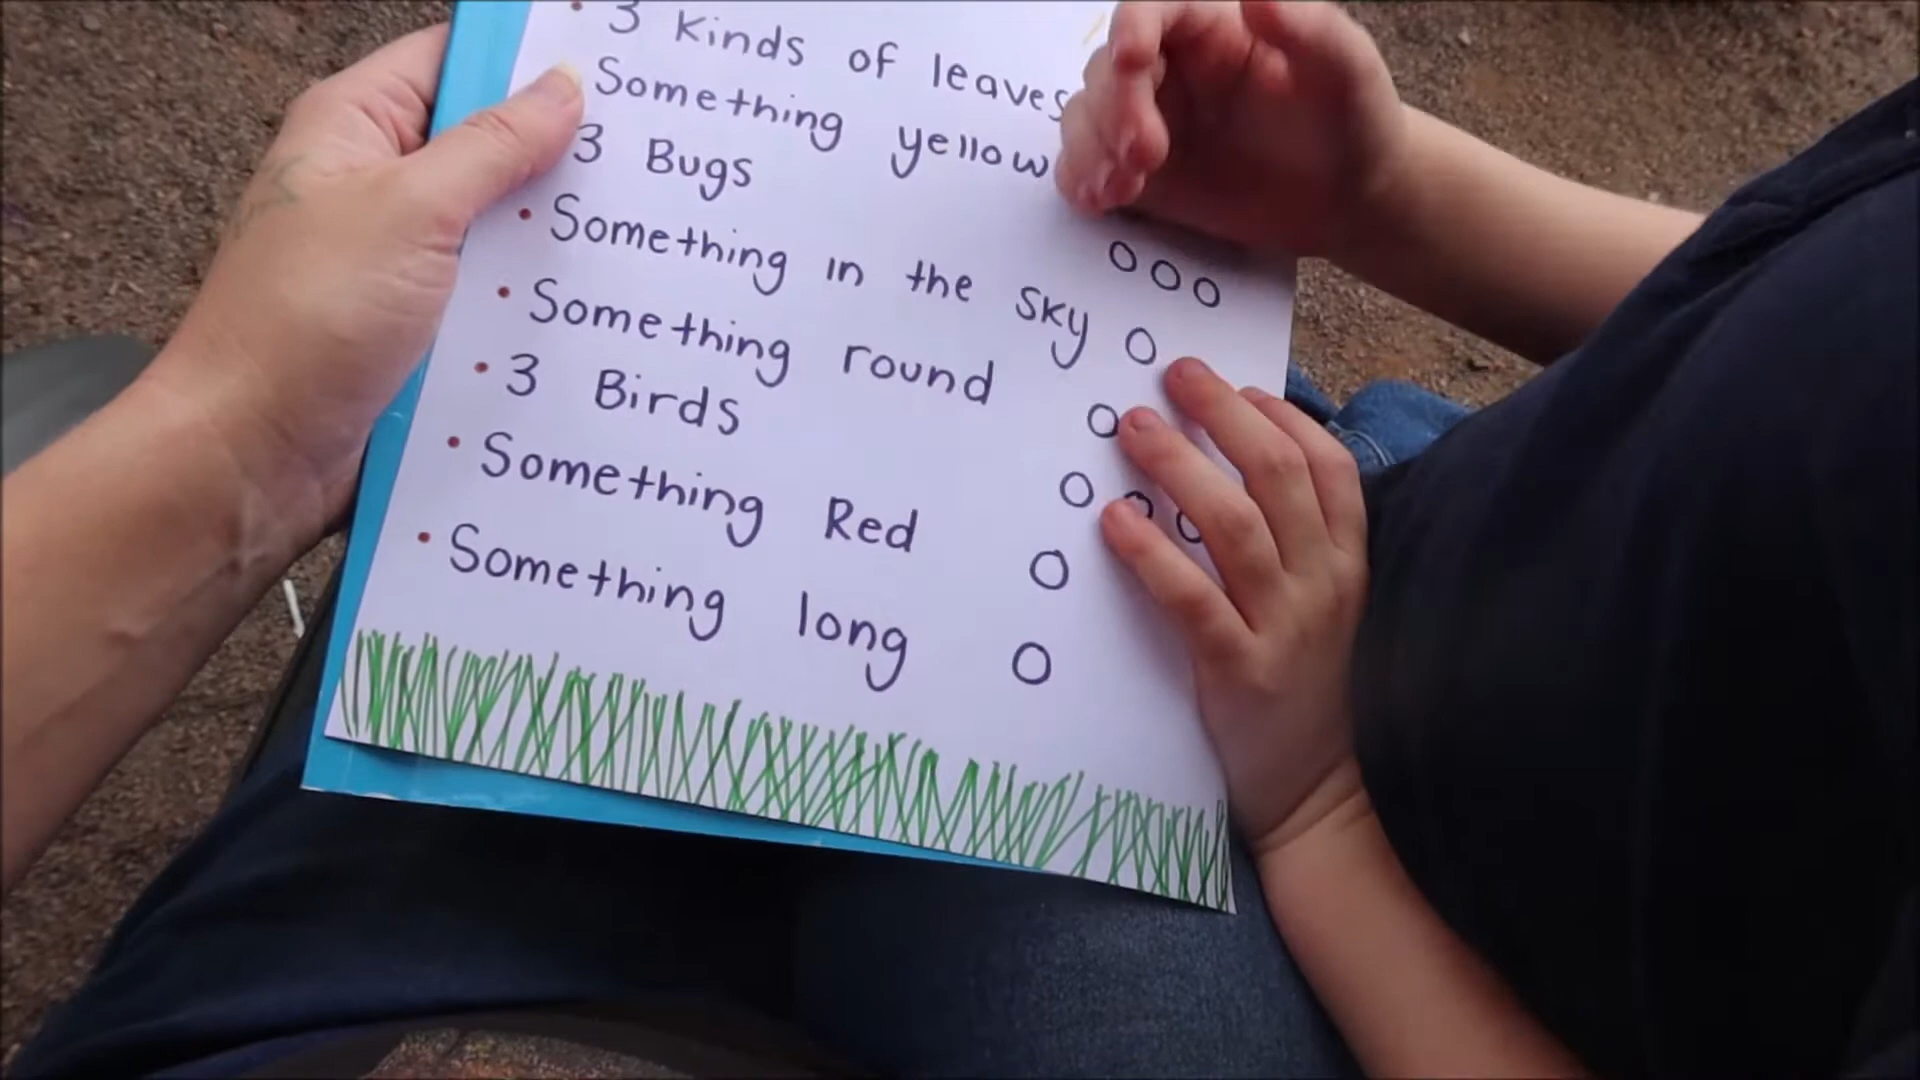 • 3 Kinds of leaves
Something yellow
3 Bugs
• Something in the sky
• Something round
• 3 Birds
• Something Red
• Something long